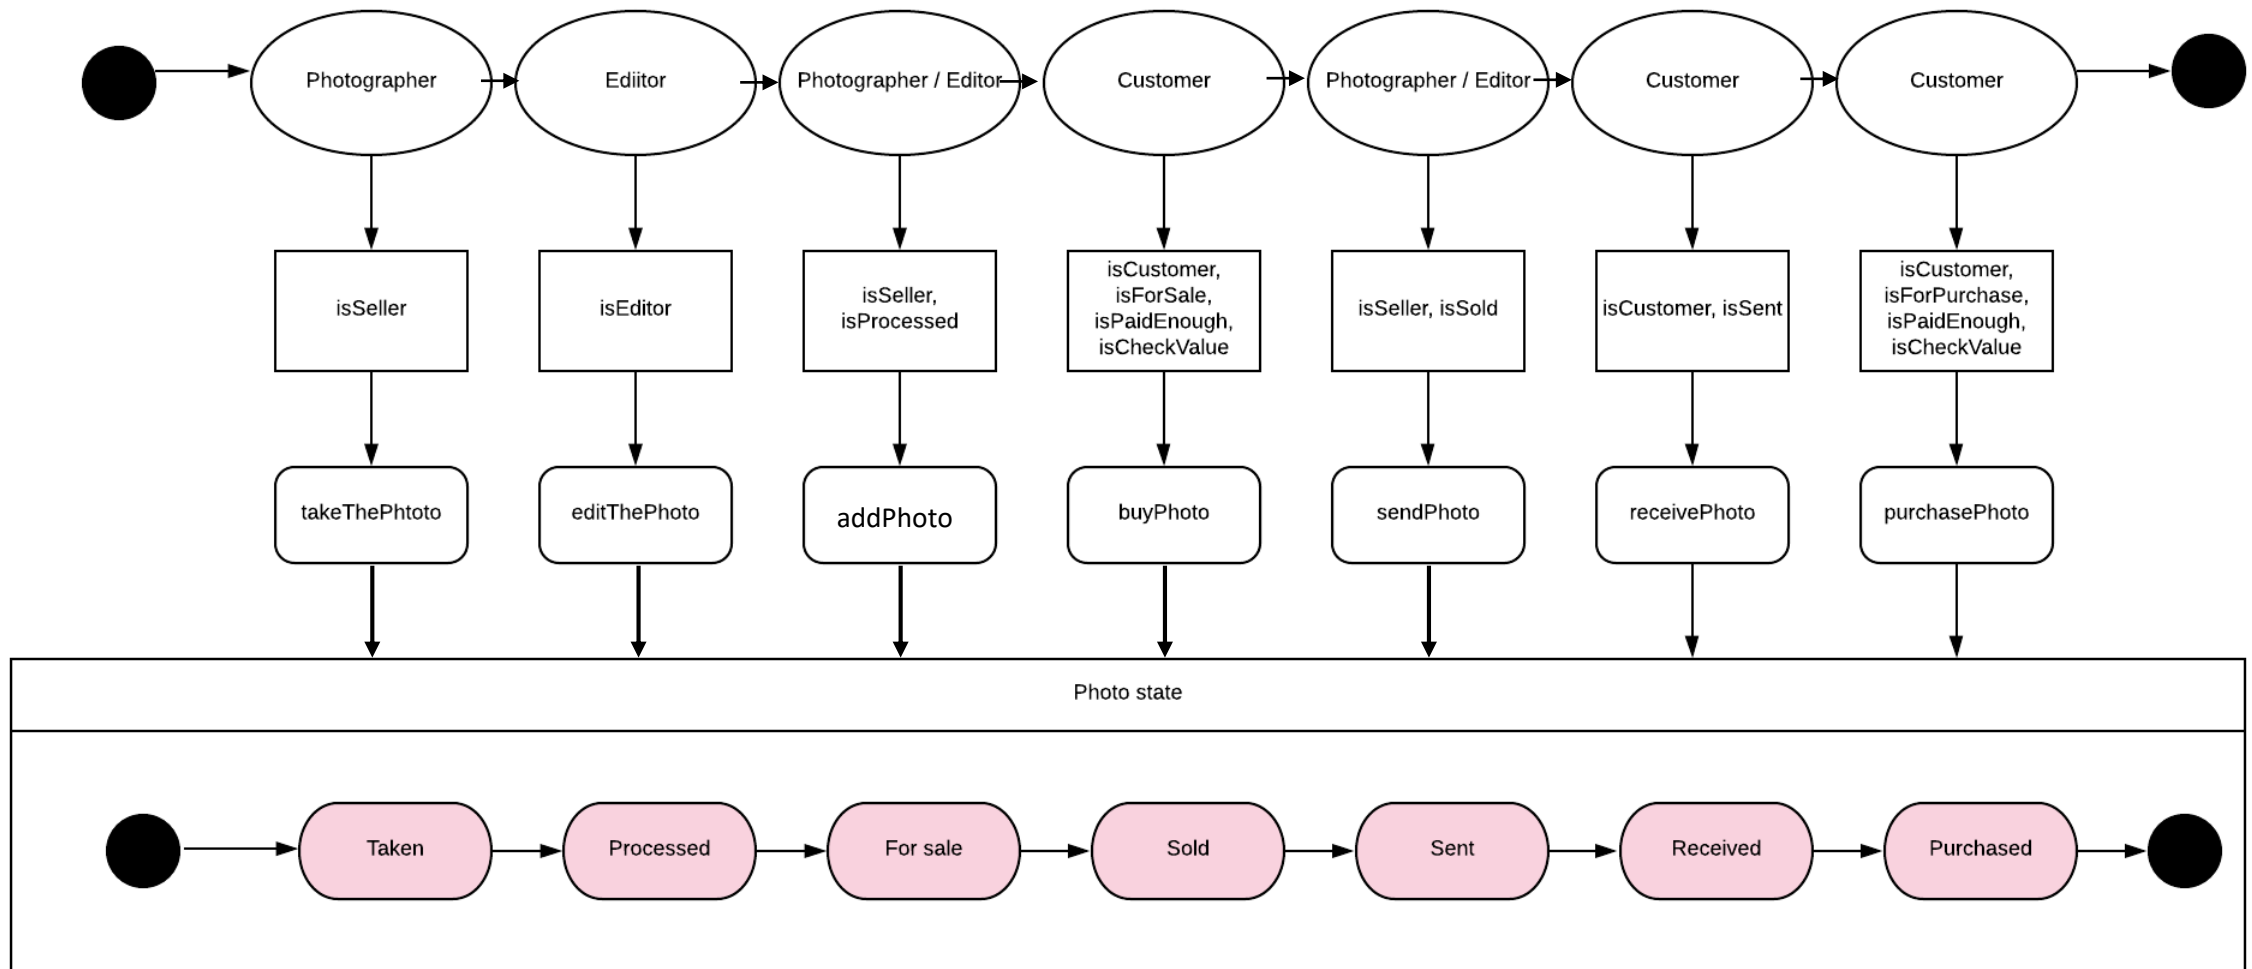 Photographer
Ediitor
Photographer / Editor
Customer
Photographer / Editor
Customer
Customer
isSeller
isEditor
isSeller,
isProcessed
isCustomer,
isForSale,
isPaidEnough,
isCheckValue
isSeller, isSold
isCustomer, isSent
isCustomer,
isForPurchase,
isPaidEnough,
isCheckValue
takeThePhtoto
editThePhoto
addPhoto
buyPhoto
sendPhoto
receivePhoto
purchasePhoto
Photo state
Taken
Processed
For sale
Sold
Sent
Received
Purchased